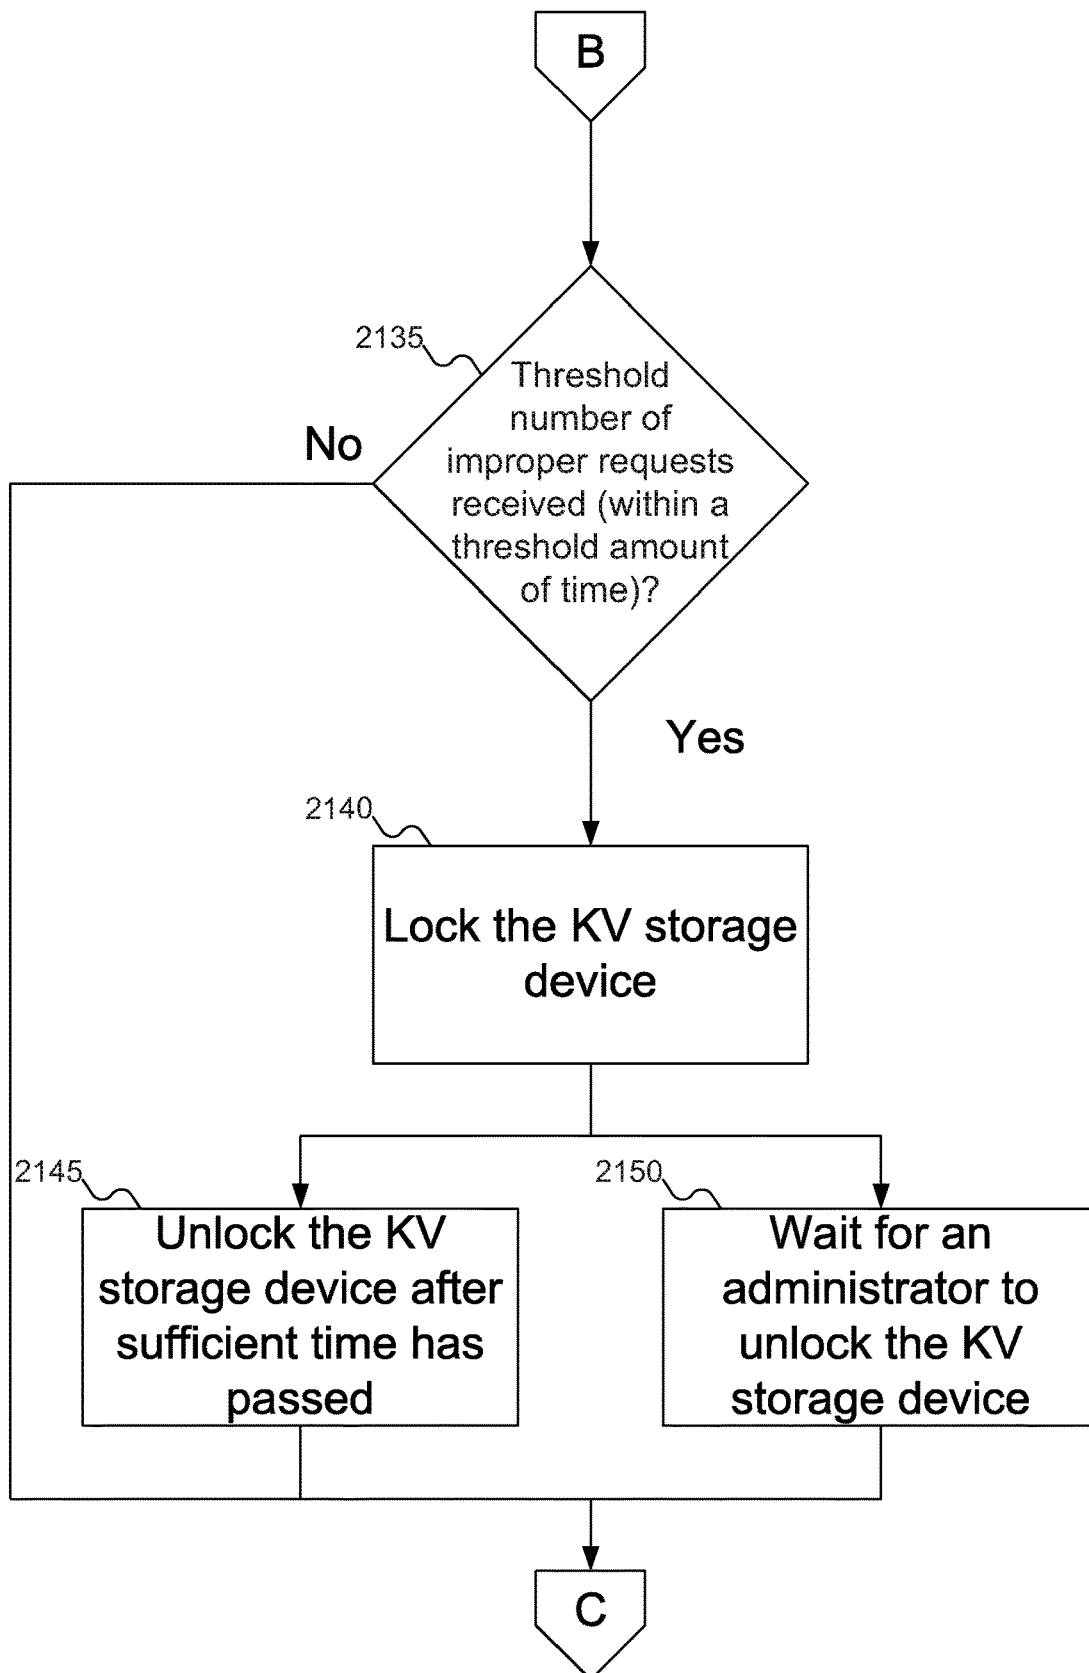 B
2135
Threshold
number of
improper requests
received (within a
threshold amount
of time)?
No
Yes
2140
Lock the KV storage
device
2145
Unlock the KV
storage device after
sufficient time has
passed
2150
Wait for an
administrator to
unlock the KV
storage device
C